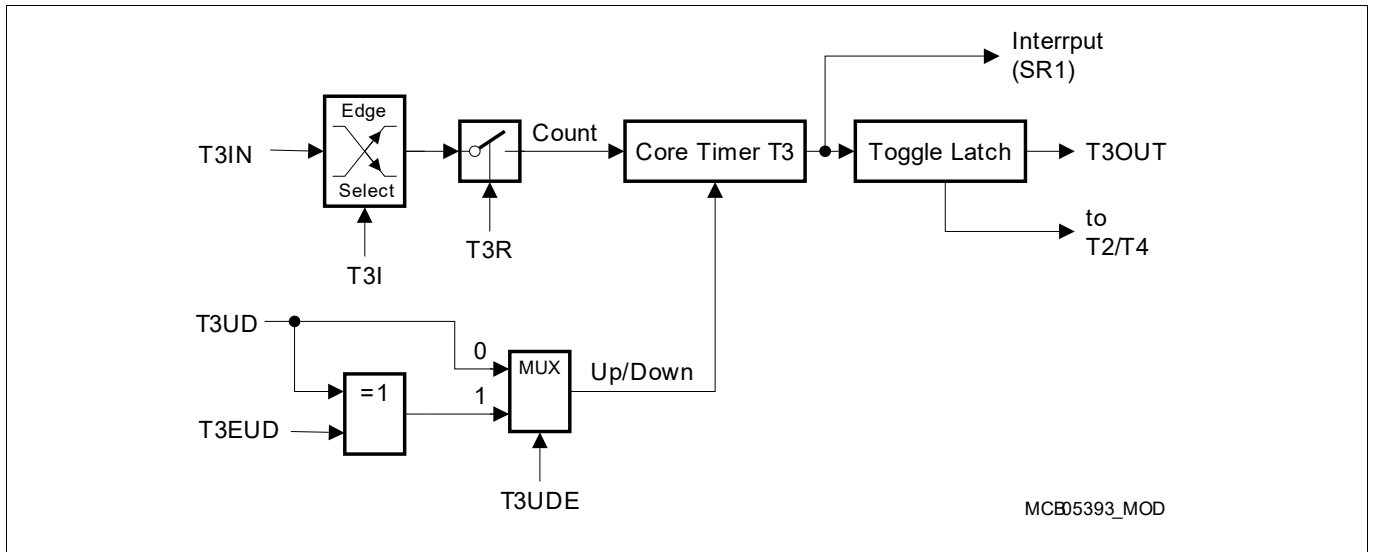 Interrput
(SR1)
Edge
Select
T3IN
Count
Core Timer T3
Toggle Latch
T3OUT
T3R
to
T2/T4
T3I
T3UD
0
MUX
Up/Down
=1
1
T3EUD
T3UDE
MCB05393_MOD